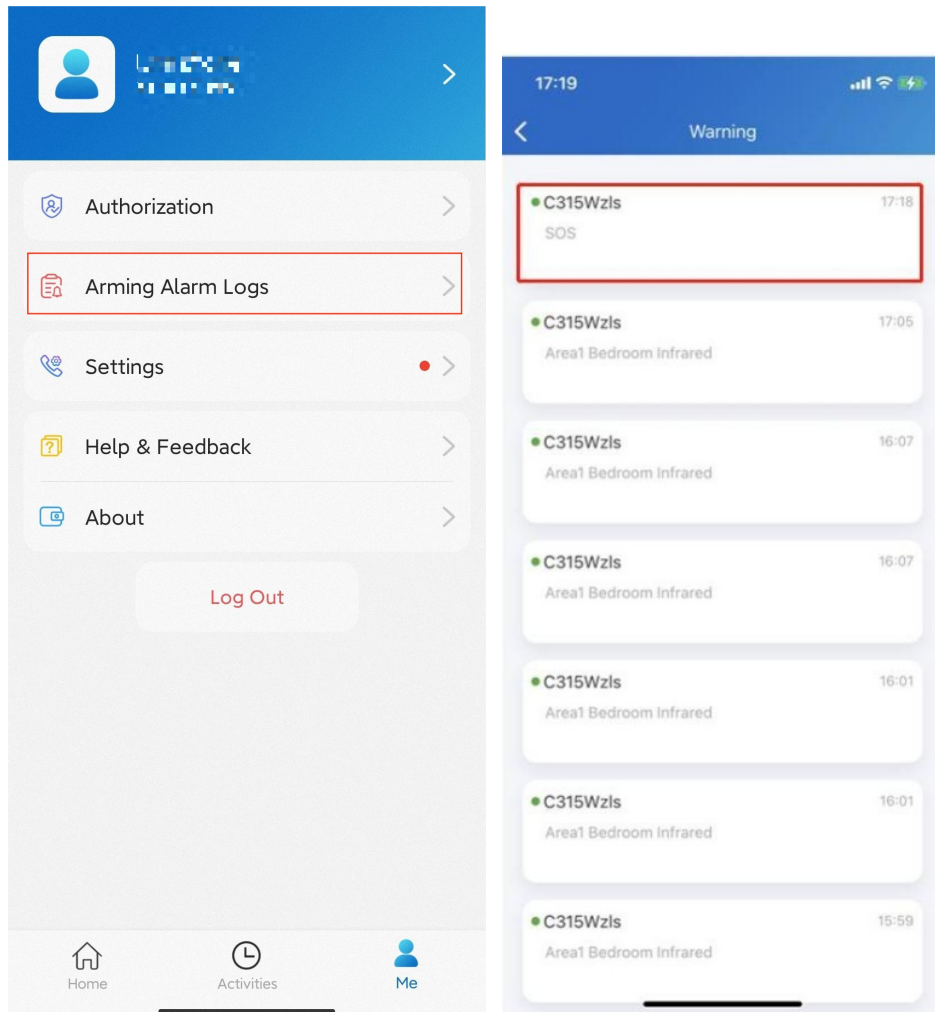 Authorization
Arming Alarm Logs
Settings
Help & Feedback
About
Log Out
Home
Activities
Me
17:19
Warning
C315Wzls 17:18
SOS
C315Wzls 17:05
Area1 Bedroom Infrared
C315Wzls 16:07
Area1 Bedroom Infrared
C315Wzls 16:07
Area1 Bedroom Infrared
C315Wzls 16:01
Area1 Bedroom Infrared
C315Wzls 16:01
Area1 Bedroom Infrared
C315Wzls 15:59
Area1 Bedroom Infrared